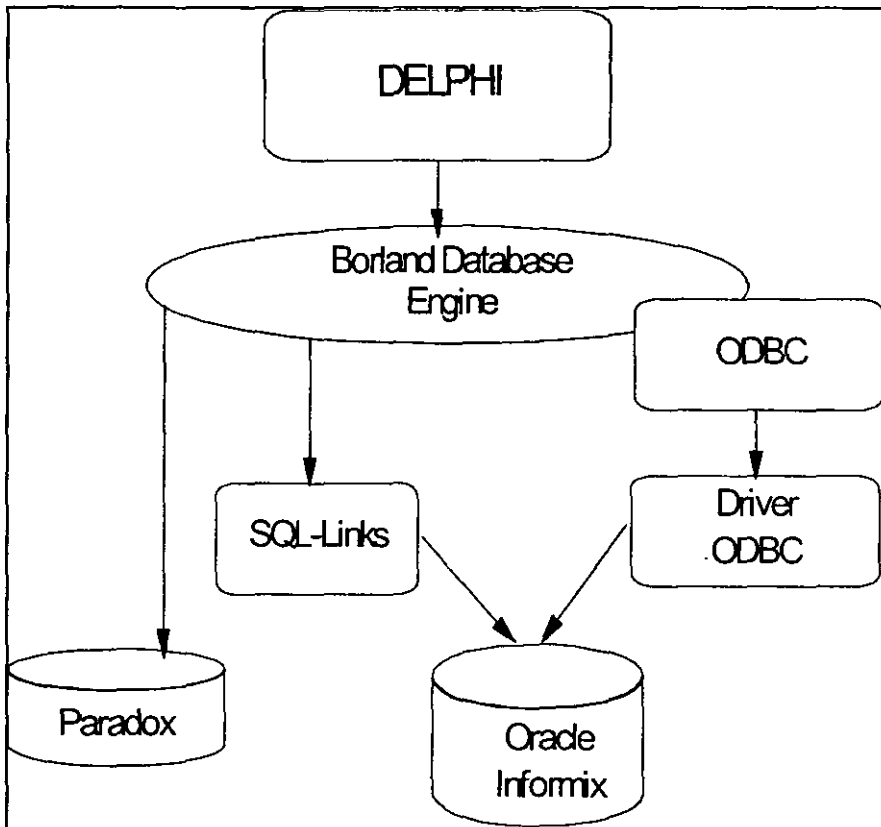 DELPHI
Borland Database
Engine
ODBC
SQL-Links
Driver
ODBC
Paradox
Oracle
Informix